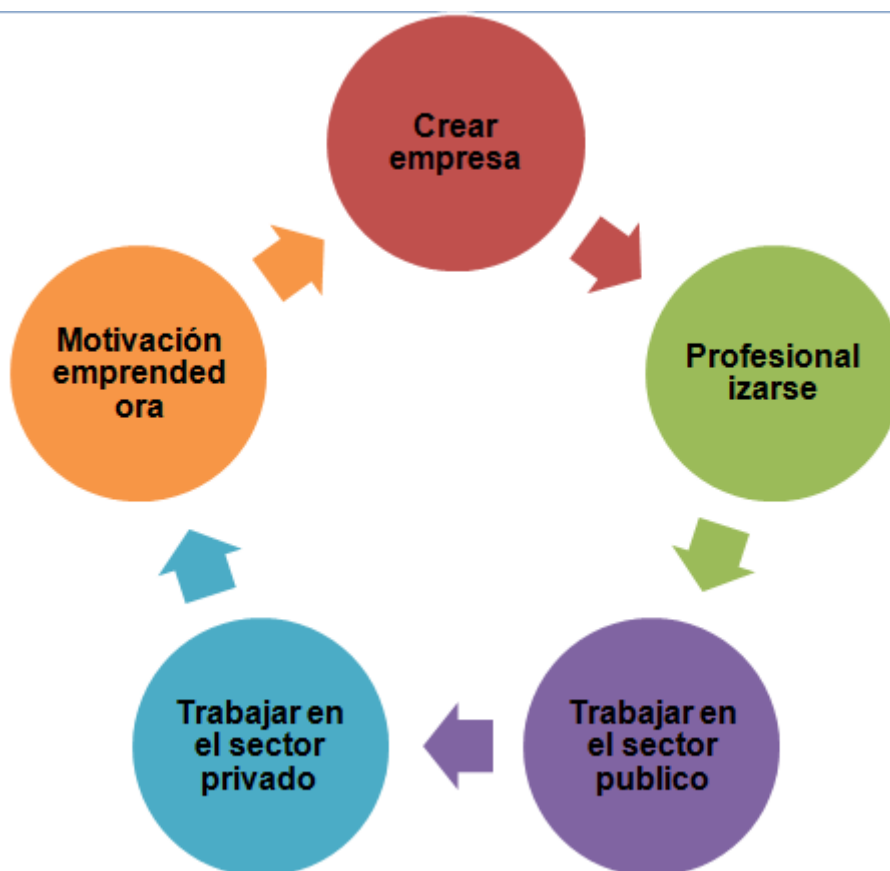 Crear
empresa
Profesional
izarse
Trabajar en
el sector
publico
Trabajar en
el sector
privado
Motivación
emprended
ora